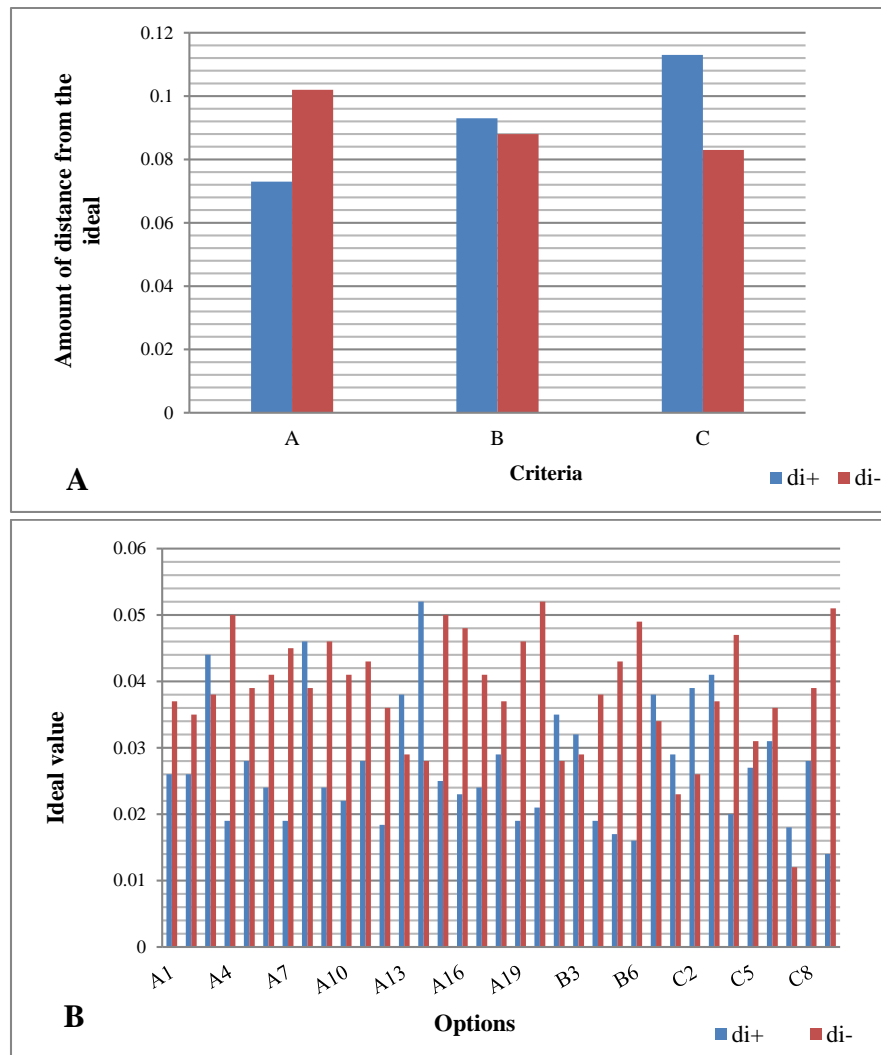 0.12
0.1
0.08
0.06
0.04
0.02
0
Amount of distance from the
ideal
A B C
Criteria
A
di+ di-
0.06
0.05
0.04
0.03
0.02
0.01
0
Ideal value
A1 A4 A7 A10 A13 A16 A19 B3 B6 C2 C5 C8
Options
B
di+ di-